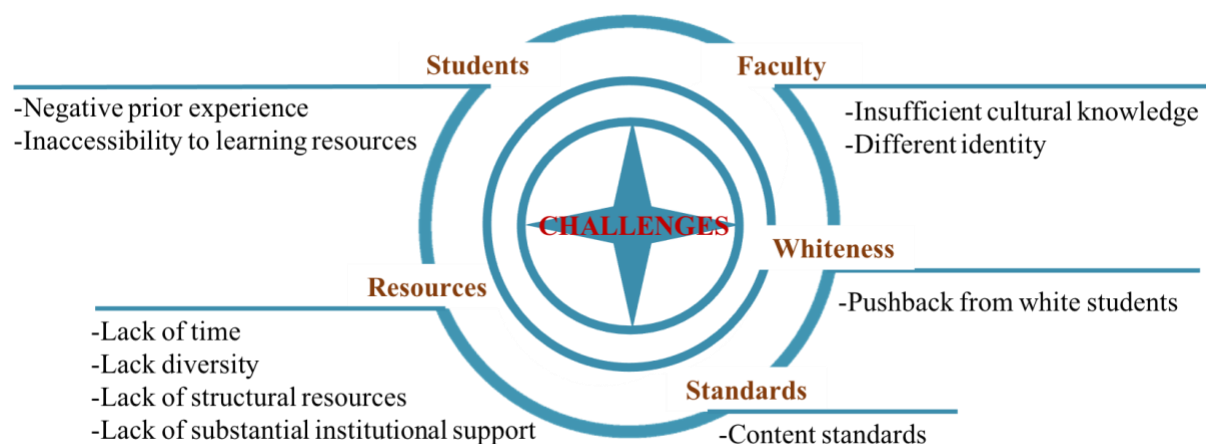 Students
-Negative prior experience
-Inaccessibility to learning resources
Faculty
-Insufficient cultural knowledge
-Different identity
CHALLENGES
Whiteness
-Pushback from white students
Resources
-Lack of time
-Lack diversity
-Lack of structural resources
-Lack of substantial institutional support
Standards
-Content standards